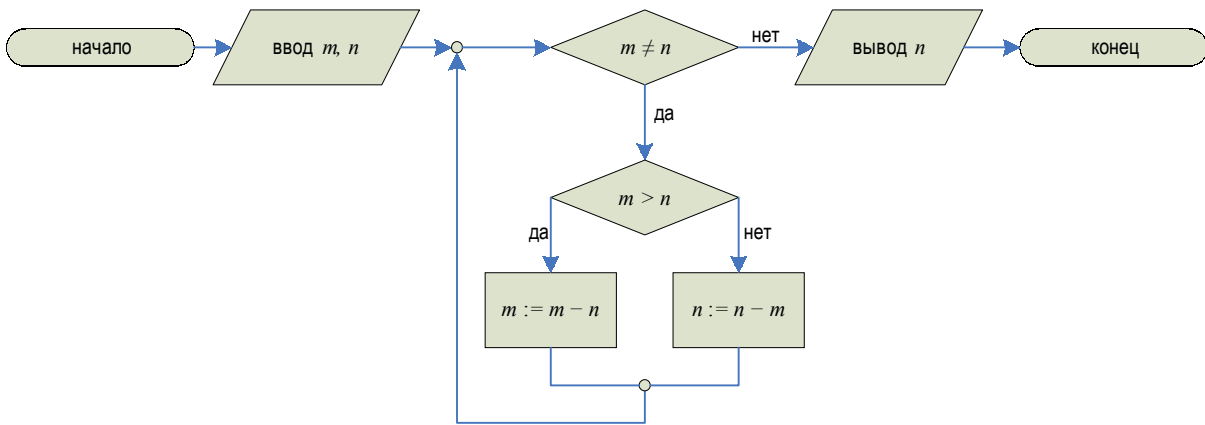 начало
ввод m, n
m ≠ n
нет
вывод n
конец
да
m > n
да
нет
m := m − n
n := n − m